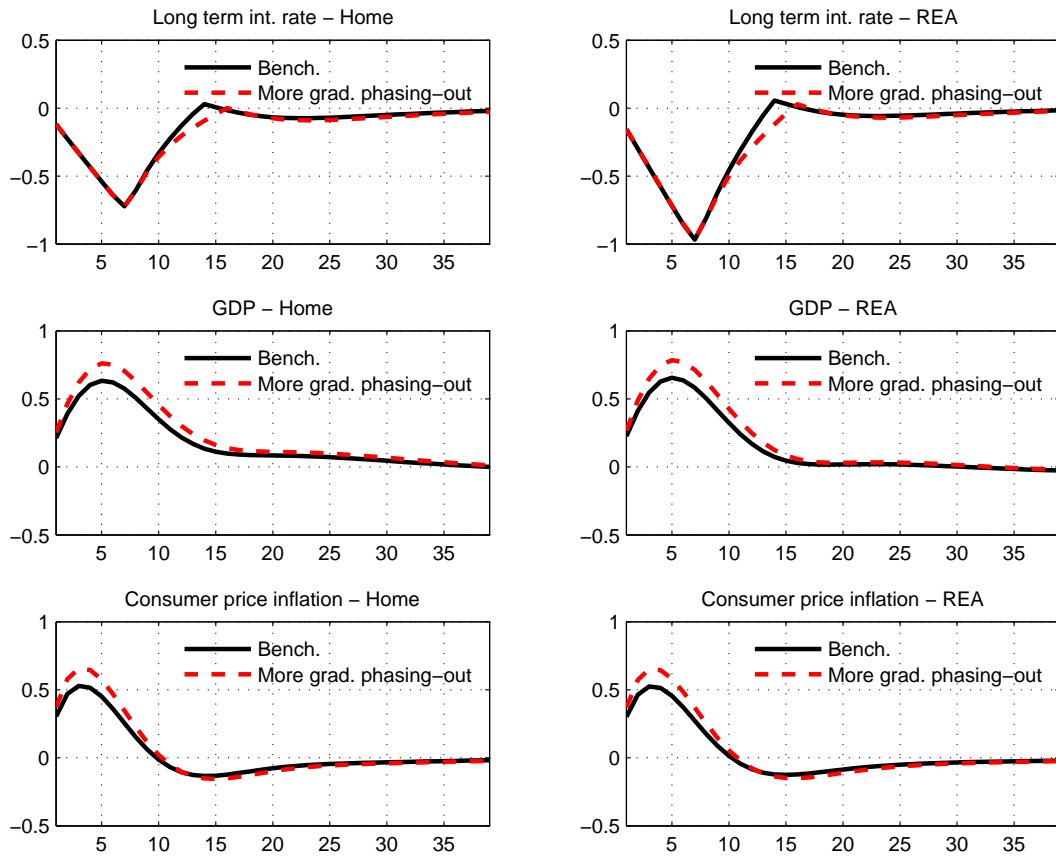 Long term int. rate − Home
0.5
0
−0.5
−1
Bench.
More grad. phasing−out
5 10 15 20 25 30 35
Long term int. rate − REA
0.5
0
−0.5
−1
Bench.
More grad. phasing−out
5 10 15 20 25 30 35
GDP − Home
1
0.5
0
−0.5
Bench.
More grad. phasing−out
5 10 15 20 25 30 35
GDP − REA
1
0.5
0
−0.5
Bench.
More grad. phasing−out
5 10 15 20 25 30 35
Consumer price inflation − Home
1
0.5
0
−0.5
Bench.
More grad. phasing−out
5 10 15 20 25 30 35
Consumer price inflation − REA
1
0.5
0
−0.5
Bench.
More grad. phasing−out
5 10 15 20 25 30 35